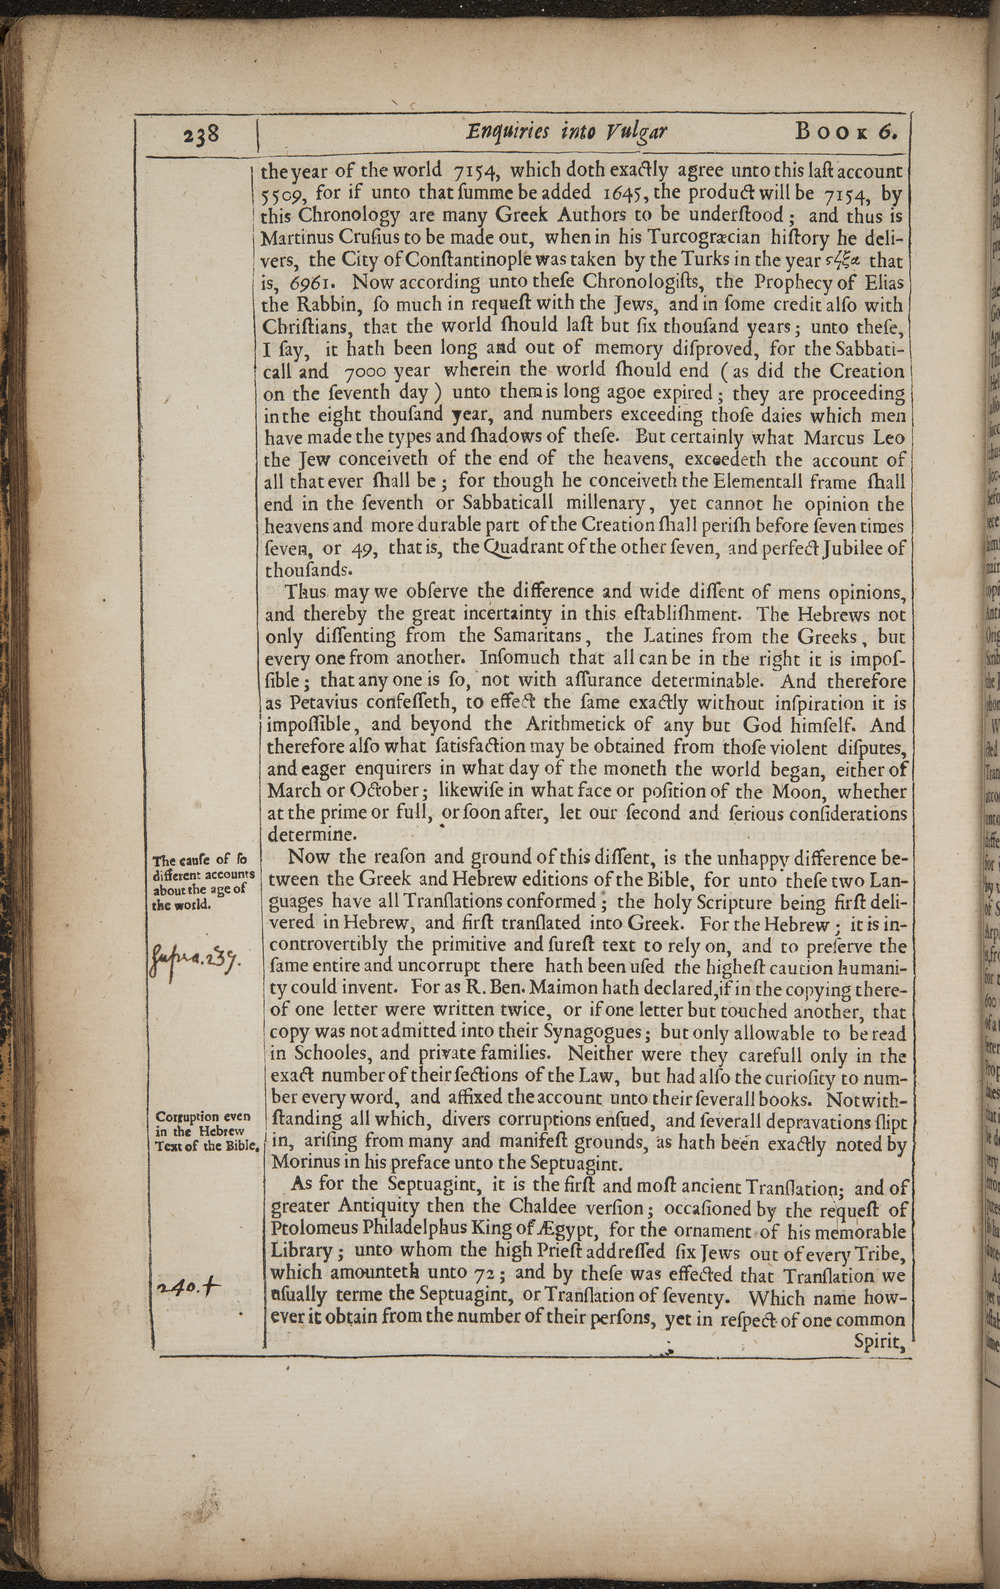 238
Enquiries into Vulgar
BOOK 6.
the year of the world 7154, which doth exactly agree unto this laſt account
5509, for if unto that ſumme be added 1645, the product will be 7154, by
this Chronology are many Greek Authors to be underſtood ; and thus is
Martinus Cruſius to be made out, when in his Turcogræcian hiſtory he deli-
vers, the City of Conſtantinople was taken by the Turks in the year that
is, 6961. Now according unto theſe Chronologiſts, the Prophecy of Elias
the Rabbin, ſo much in requeſt with the Jews, and in ſome credit alſo with
Chriſtians, that the world ſhould laſt but ſix thouſand years ; unto theſe,
I ſay, it hath been long and out of memory diſproved, for the Sabbati-
call and 7000 year wherein the world ſhould end ( as did the Creation
on the ſeventh day ) unto them is long agoe expired ; they are proceeding
in the eight thouſand year, and numbers exceeding thoſe daies which men
have made the types and ſhadows of theſe. But certainly what Marcus Leo
the Jew conceiveth of the end of the heavens, exceedeth the account of
all that ever ſhall be ; for though he conceiveth the Elementall frame ſhall
end in the ſeventh or Sabbaticall millenary, yet cannot he opinion the
heavens and more durable part of the Creation ſhall periſh before ſeven times
ſeven, or 49, that is, the Quadrant of the other ſeven, and perfect Jubilee of
thouſands.
Thus may we obſerve the difference and wide diſſent of mens opinions,
and thereby the great incertainty in this eſtabliſhment. The Hebrews not
only diſſenting from the Samaritans, the Latines from the Greeks, but
every one from another. Inſomuch that all can be in the right it is impoſ-
ſible ; that any one is ſo, not with aſſurance determinable. And therefore
as Petavius confeſſeth, to effect the ſame exactly without inſpiration it is
impoſſible, and beyond the Arithmetick of any but God himſelf. And
therefore alſo what ſatisfaction may be obtained from thoſe violent diſputes,
and eager enquirers in what day of the moneth the world began, either of
March or October ; likewiſe in what face or poſition of the Moon, whether
at the prime or full, or ſoon after, let our ſecond and ſerious conſiderations
determine.
The cauſe of ſo
different accounts
about the age of
the world.
Now the reaſon and ground of this diſſent, is the unhappy difference be-
tween the Greek and Hebrew editions of the Bible, for unto theſe two Lan-
guages have all Tranſlations conformed ; the holy Scripture being firſt deli-
vered in Hebrew, and firſt tranſlated into Greek. For the Hebrew ; it is in-
controvertibly the primitive and ſureſt text to rely on, and to preſerve the
ſame entire and uncorrupt there hath been uſed the higheſt caution humani-
ty could invent. For as R. Ben. Maimon hath declared, if in the copying there-
of one letter were written twice, or if one letter but touched another, that
copy was not admitted into their Synagogues ; but only allowable to be read
in Schooles, and private families. Neither were they carefull only in the
exact number of their ſections of the Law, but had alſo the curioſity to num-
ber every word, and affixed the account unto their ſeverall books. Notwith-
ſtanding all which, divers corruptions enſued, and ſeverall depravations ſlipt
in, ariſing from many and manifeſt grounds, as hath been exactly noted by
Morinus in his preface unto the Septuagint.
Supra. 239.
Corruption even
in the Hebrew
Text of the Bible.
As for the Septuagint, it is the firſt and moſt ancient Tranſlation; and of
greater Antiquity then the Chaldee verſion ; occaſioned by the requeſt of
Ptolomeus Philadelphus King of Ægypt, for the ornament of his memorable
Library ; unto whom the high Prieſt addreſſed ſix Jews out of every Tribe,
which amounteth unto 72 ; and by theſe was effected that Tranſlation we
uſually terme the Septuagint, or Tranſlation of ſeventy. Which name how-
ever it obtain from the number of their perſons, yet in reſpect of one common
240.+
Spirit,